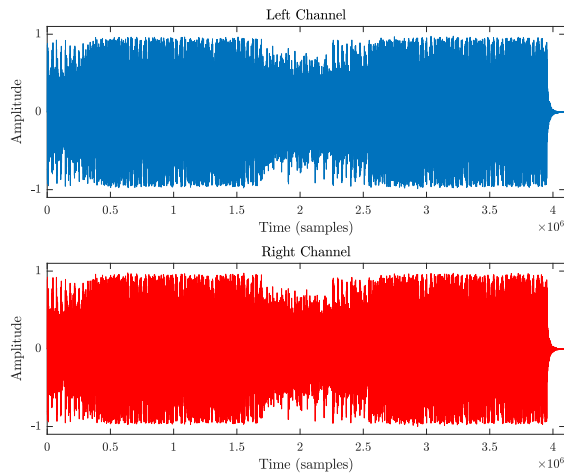 Left Channel
1
0
-1
Amplitude
0 0.5 1 1.5 2 2.5 3 3.5 4
Time (samples)
×10⁶
Right Channel
1
0
-1
Amplitude
0 0.5 1 1.5 2 2.5 3 3.5 4
Time (samples)
×10⁶